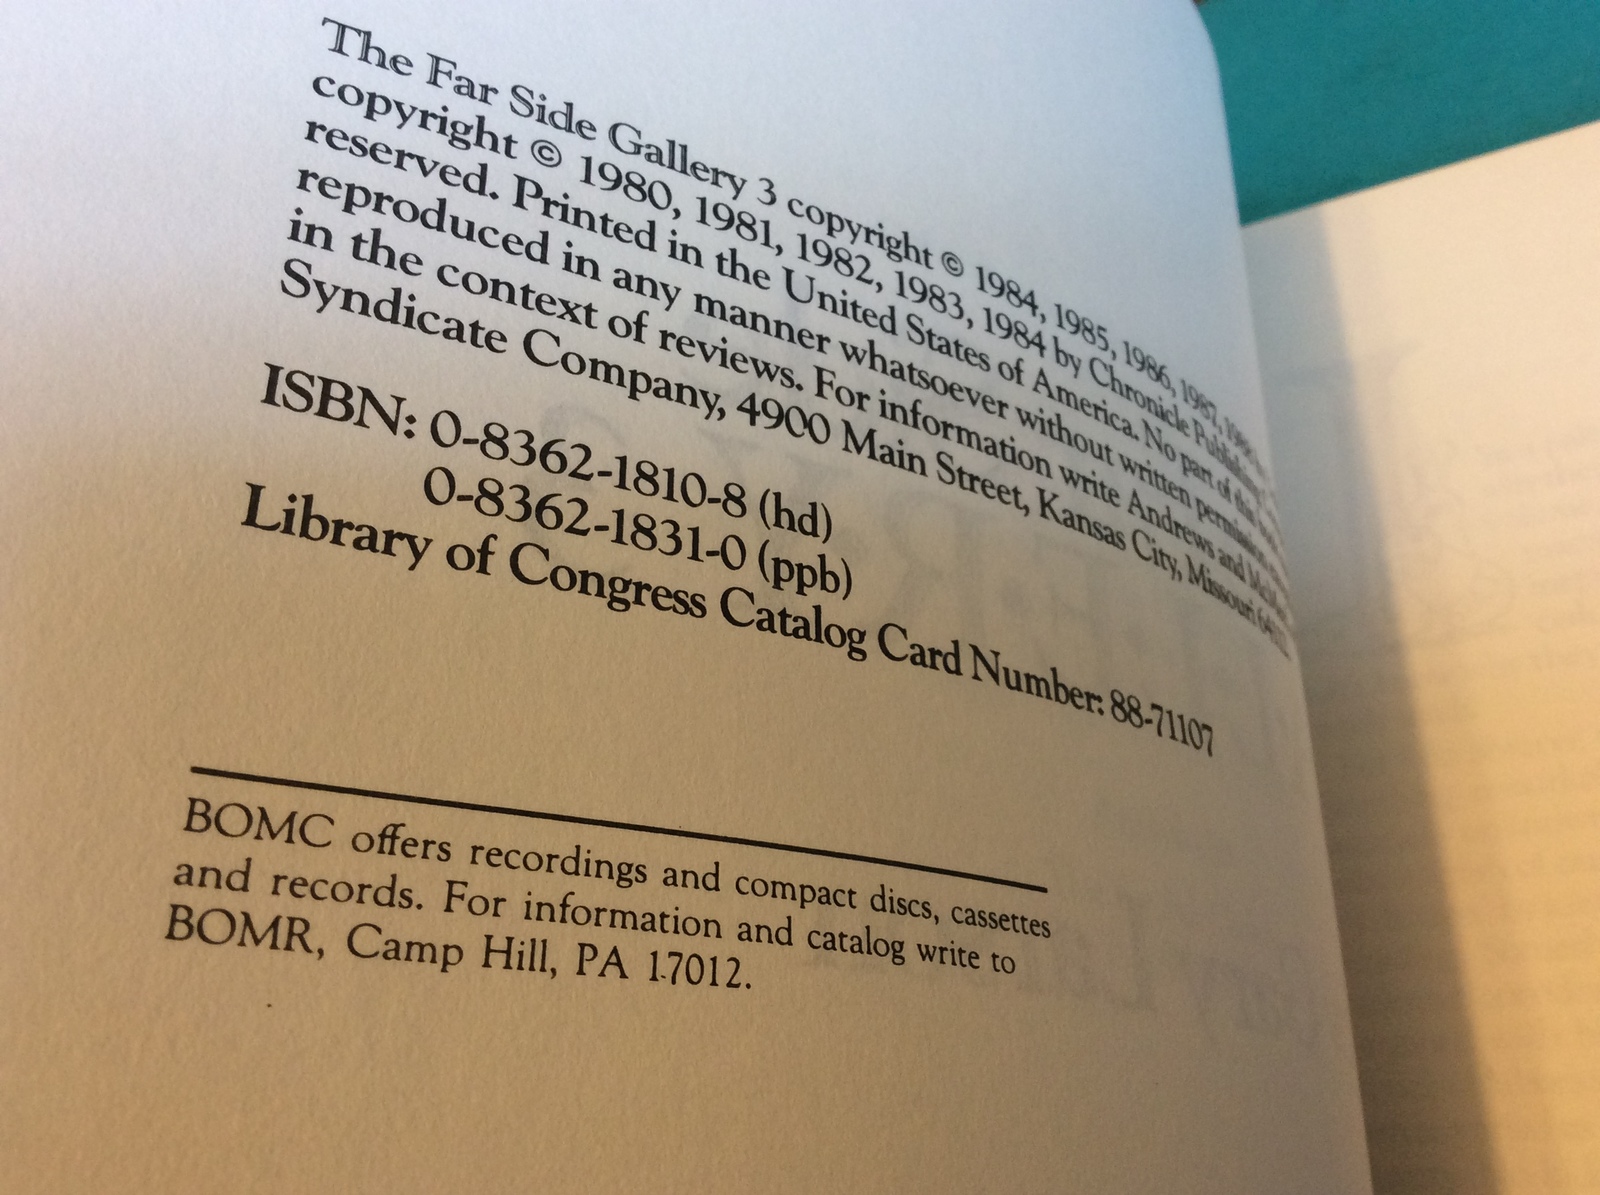 The Far Side Gallery 3 copyright © 1984, 1985, 1986, 1987,
copyright © 1980, 1981, 1982, 1983, 1984 by Chronicle Publishing
reserved. Printed in the United States of America. No part of this
reproduced in any manner whatsoever without written permission
in the context of reviews. For information write Andrews and
Syndicate Company, 4900 Main Street, Kansas City, Missouri
ISBN: 0-8362-1810-8 (hd)
0-8362-1831-0 (ppb)
Library of Congress Catalog Card Number: 88-71107
BOMC offers recordings and compact discs, cassettes
and records. For information and catalog write to
BOMR, Camp Hill, PA 17012.